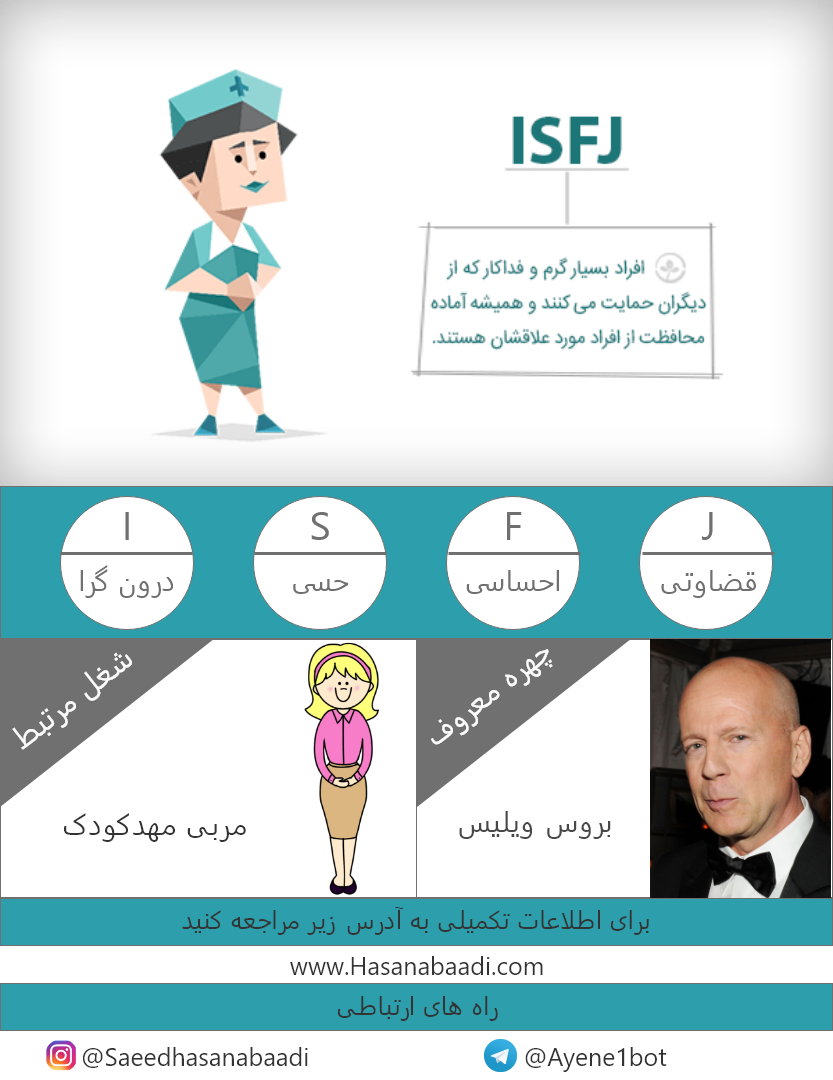 ISFJ
افراد بسیار گرم و فداکار که از
دیگران حمایت می کنند و همیشه آماده
محافظت از افراد مورد علاقشان هستند.
I
درون گرا
S
حسی
F
احساسی
J
قضاوتی
شغل مرتبط
مربی مهدکودک
چهره معروف
بروس ویلیس
برای اطلاعات تکمیلی به آدرس زیر مراجعه کنید
www.Hasanabaadi.com
راه های ارتباطی
@Saeedhasanabaadi
@Ayene1bot